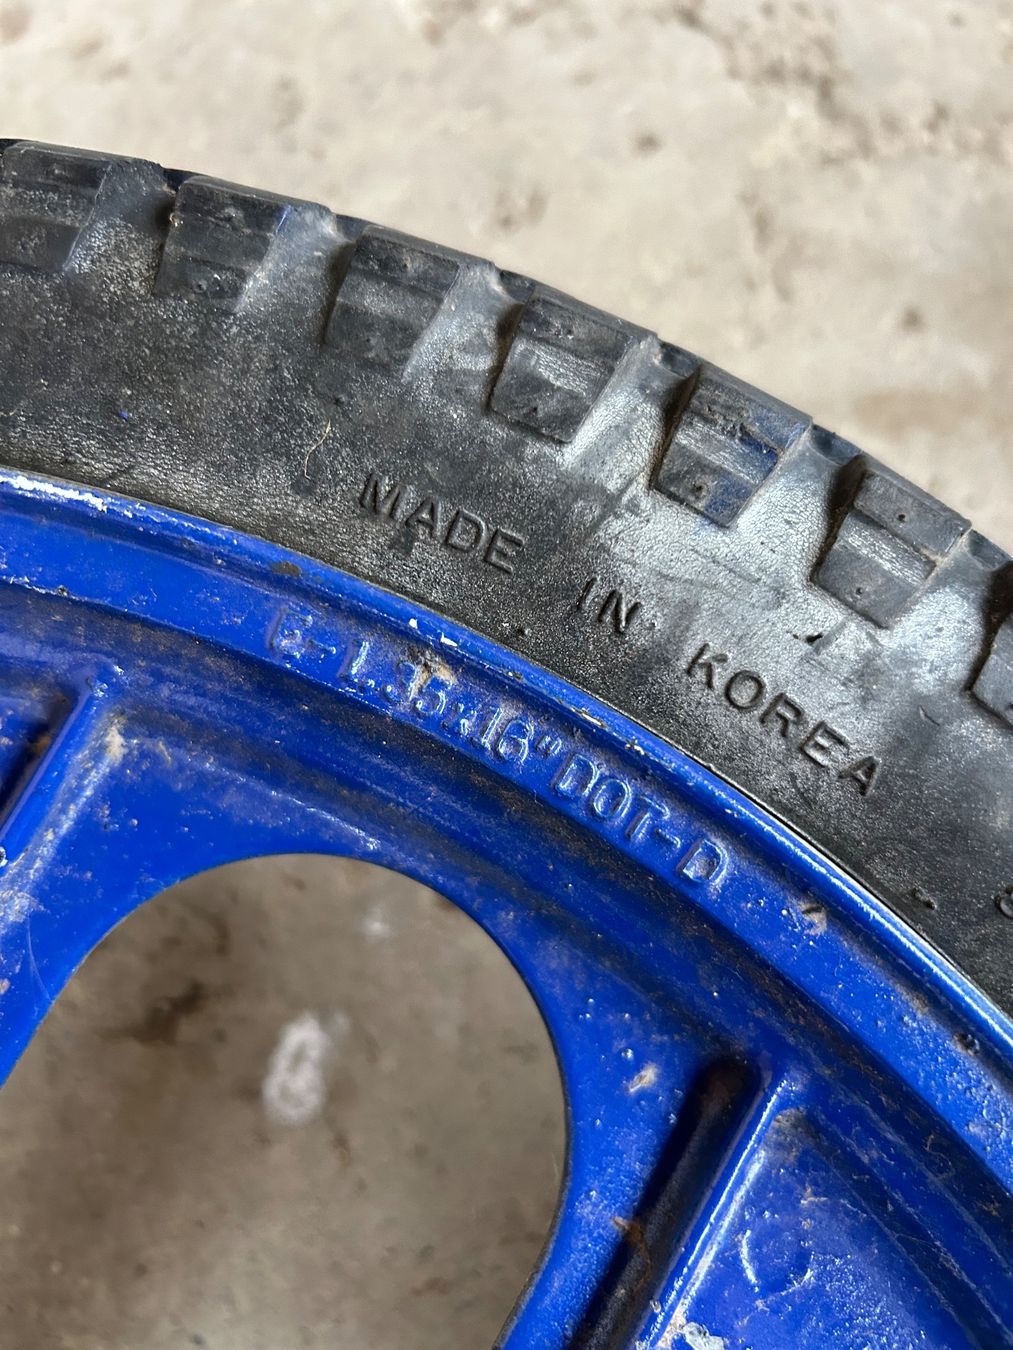 MADE IN KOREA
E-1.35x16"DOT-D